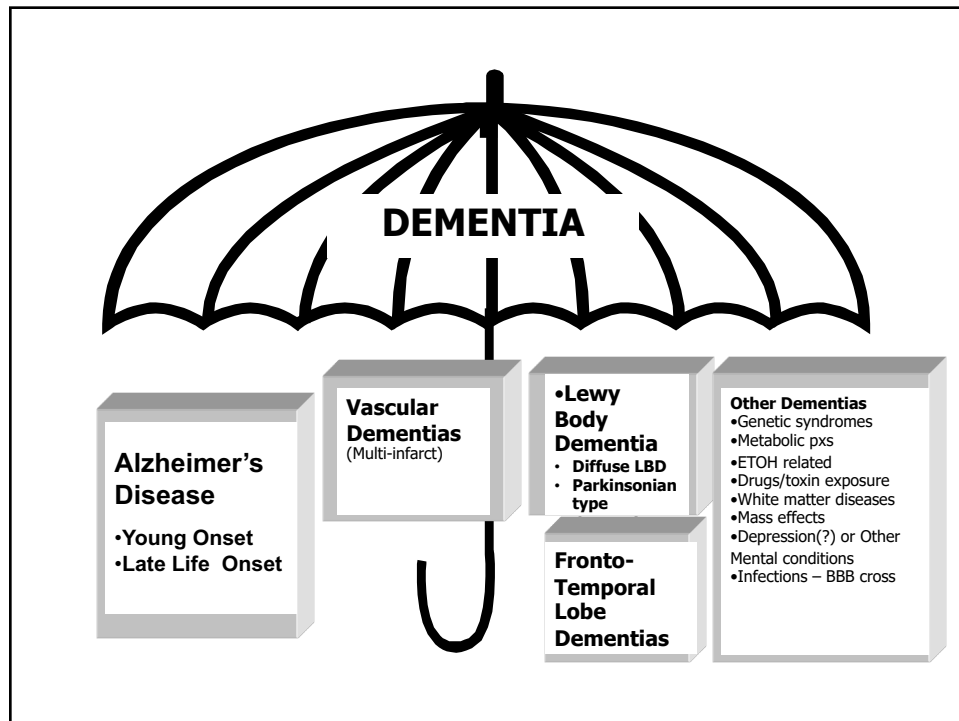 DEMENTIA
Alzheimer's
Disease
•Young Onset
•Late Life  Onset
Vascular
Dementias
(Multi-infarct)
•Lewy
Body
Dementia
• Diffuse LBD
• Parkinsonian
type
Fronto-
Temporal
Lobe
Dementias
Other Dementias
•Genetic syndromes
•Metabolic pxs
•ETOH related
•Drugs/toxin exposure
•White matter diseases
•Mass effects
•Depression(?) or Other
Mental conditions
•Infections – BBB cross